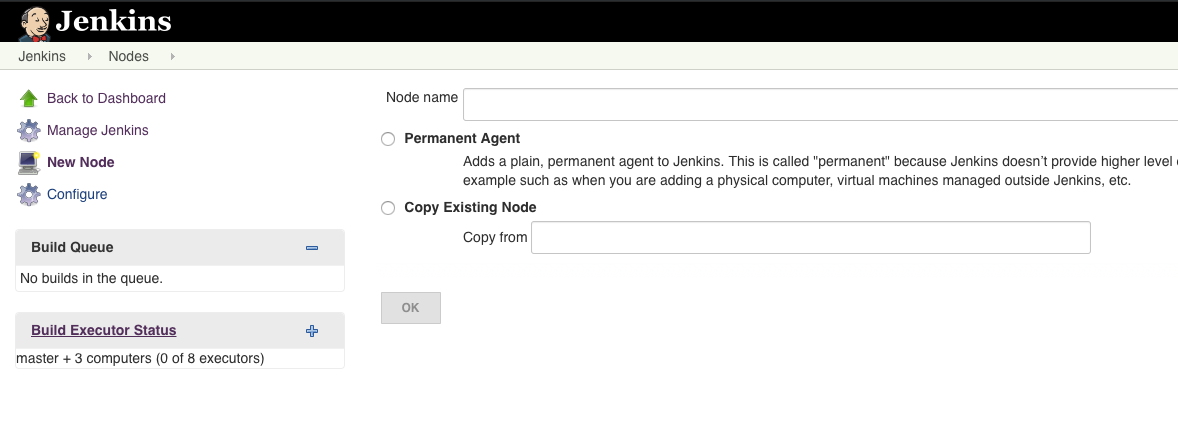 Jenkins
Jenkins Nodes
Back to Dashboard
Manage Jenkins
New Node
Configure
Build Queue
No builds in the queue.
Build Executor Status
master + 3 computers (0 of 8 executors)
Node name
Permanent Agent
Adds a plain, permanent agent to Jenkins. This is called "permanent" because Jenkins doesn’t provide higher level
example such as when you are adding a physical computer, virtual machines managed outside Jenkins, etc.
Copy Existing Node
Copy from
OK